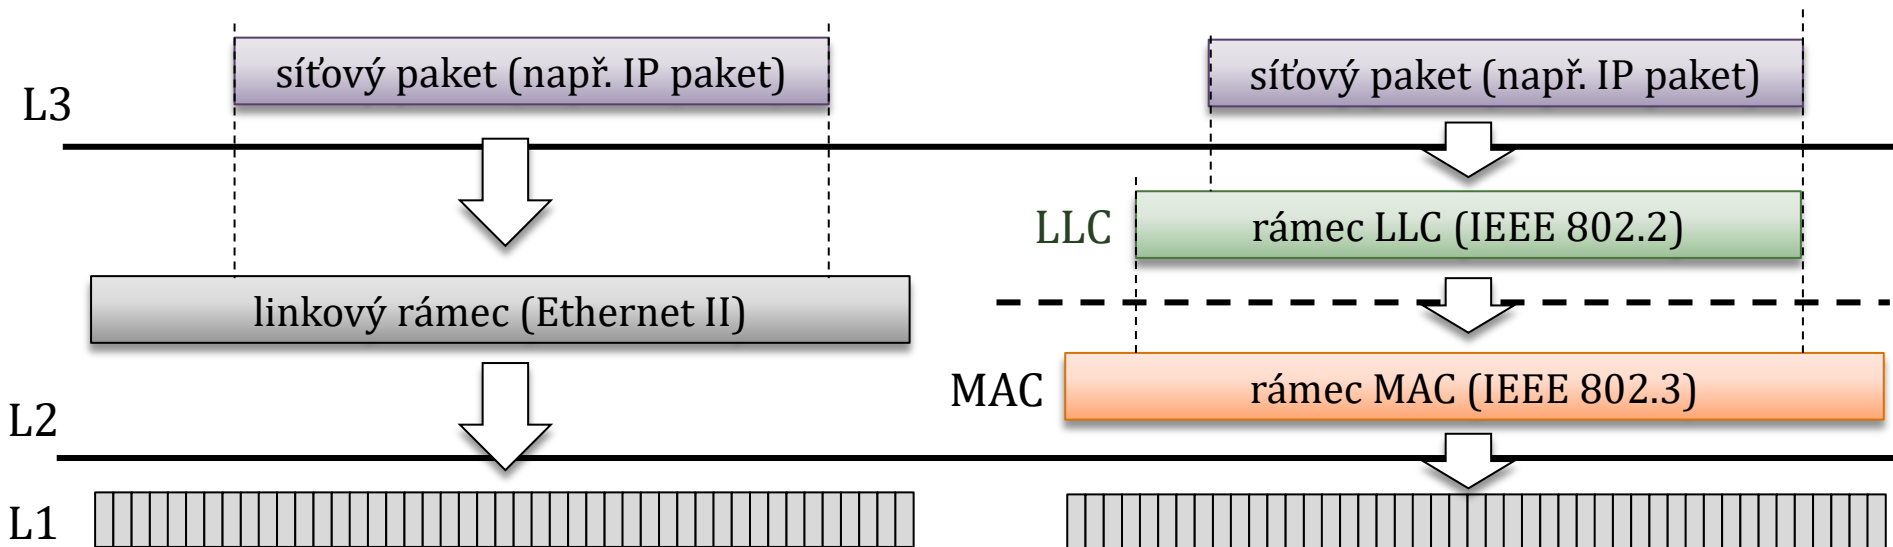 síťový paket (např. IP paket)
síťový paket (např. IP paket)
L3
LLC
rámec LLC (IEEE 802.2)
linkový rámec (Ethernet II)
MAC
rámec MAC (IEEE 802.3)
L2
L1